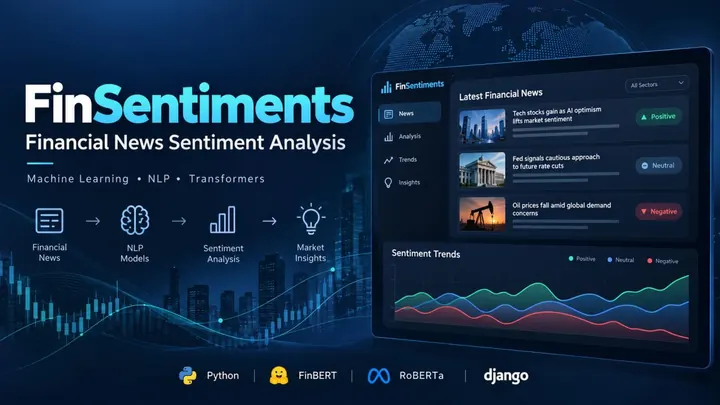 FinSentiments
Financial News Sentiment Analysis
Machine Learning • NLP • Transformers
Financial
News
NLP
Models
Sentiment
Analysis
Market
Insights
FinSentiments
News
Analysis
Trends
Insights
Latest Financial News
All Sectors
Tech stocks gain as AI optimism
lifts market sentiment
Positive
Fed signals cautious approach
to future rate cuts
Neutral
Oil prices fall amid global demand
concerns
Negative
Sentiment Trends
Positive
Neutral
Negative
Python
FinBERT
RoBERTa
django